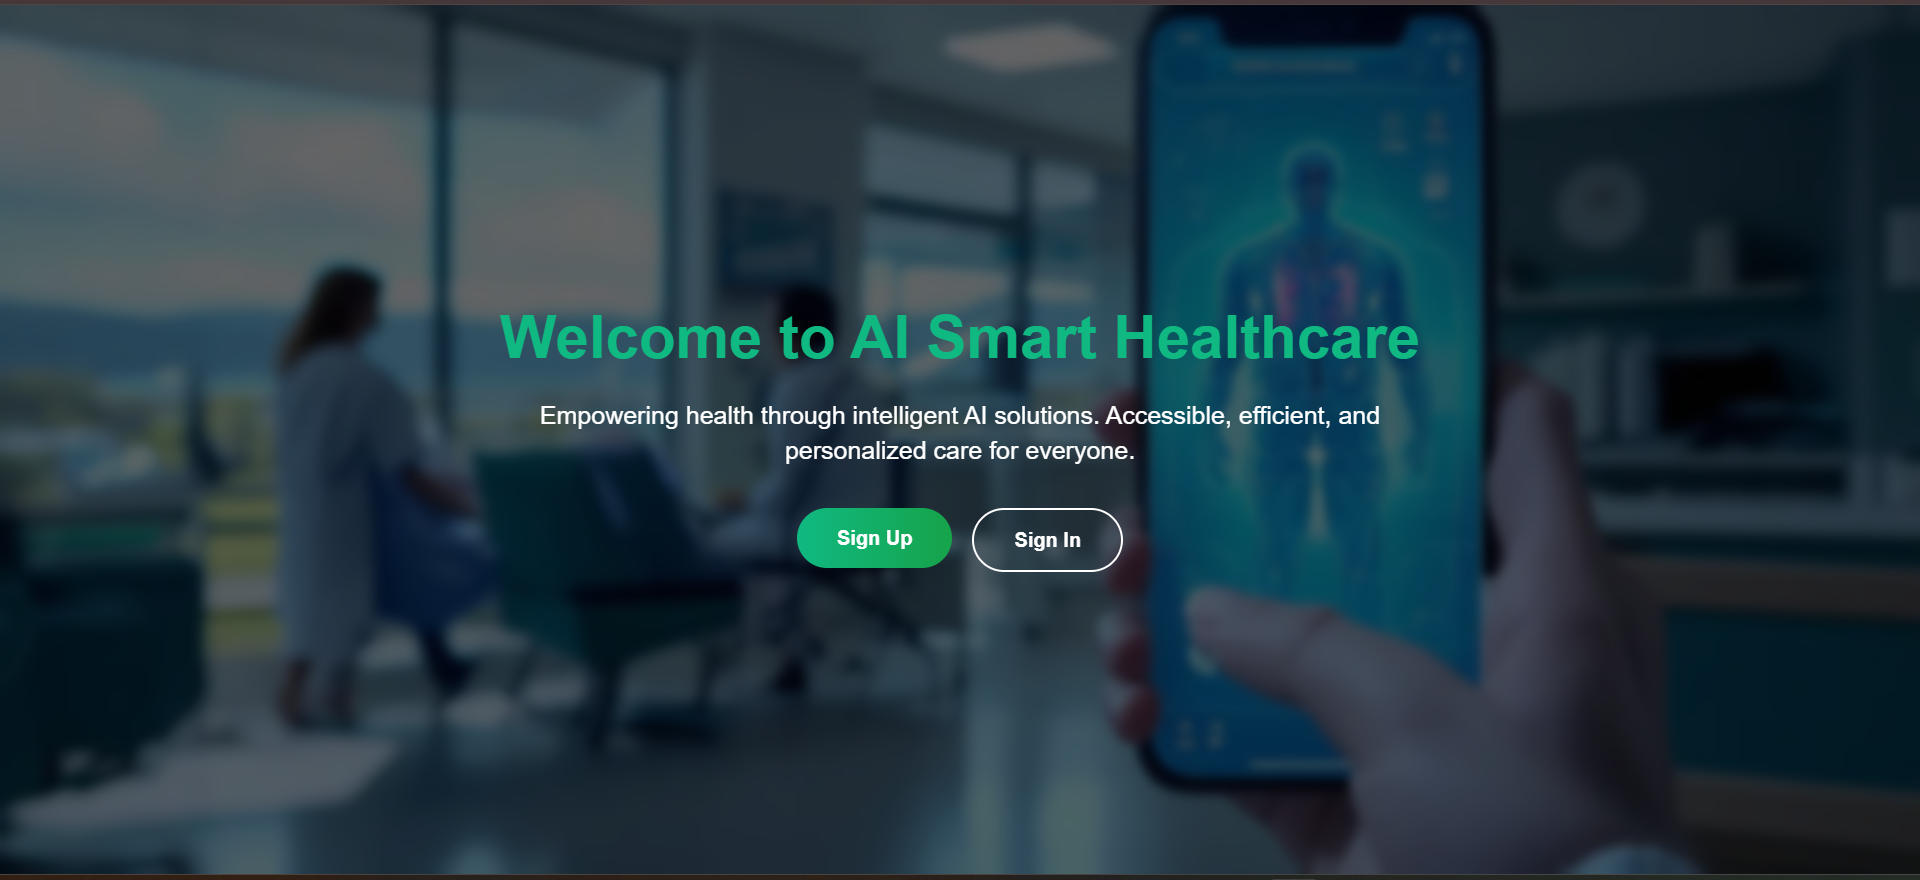 Welcome to AI Smart Healthcare
Empowering health through intelligent AI solutions. Accessible, efficient, and
personalized care for everyone.
Sign Up
Sign In